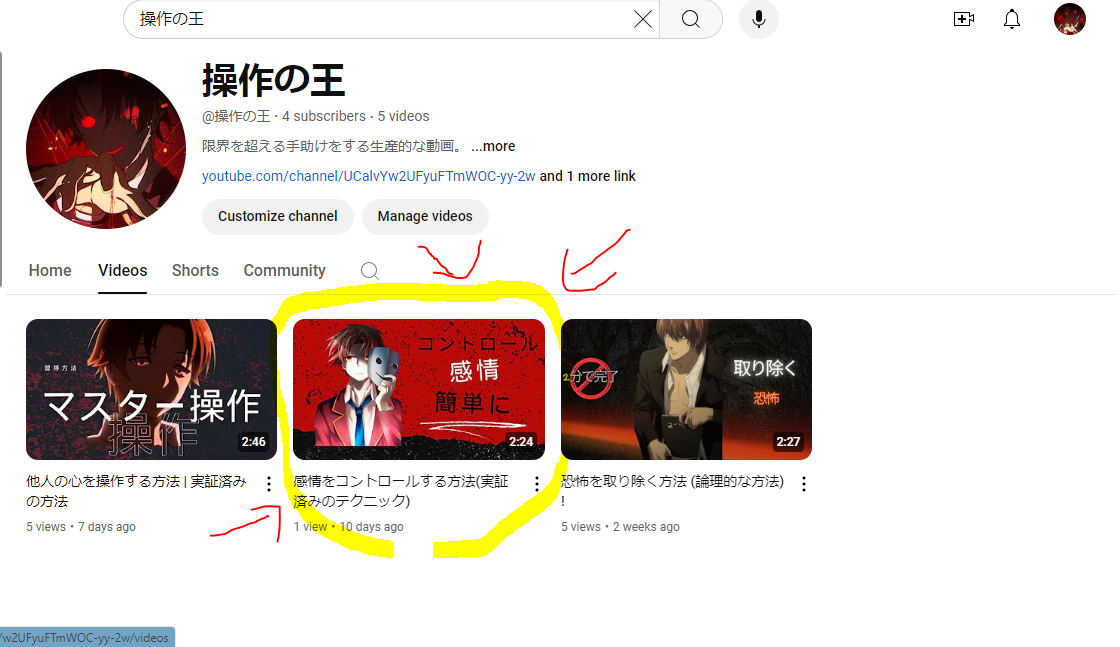 操作の王
操作の王
@操作の王 · 4 subscribers · 5 videos
限界を超える手助けをする生産的な動画。 ...more
youtube.com/channel/UCalvYw2UFyuFTmWOC-yy-2w and 1 more link
Customize channel
Manage videos
Home
Videos
Shorts
Community
習得方法
マスター操作
操作
2:46
他人の心を操作する方法 | 実証済み
の方法
5 views • 7 days ago
コントロール
感情
簡単に
2:24
感情をコントロールする方法(実証
済みのテクニック)
1 view • 10 days ago
2分で完了
取り除く
恐怖
2:27
恐怖を取り除く方法 (論理的な方法)
!
5 views • 2 weeks ago
/w2UFyuFTmWOC-yy-2w/videos